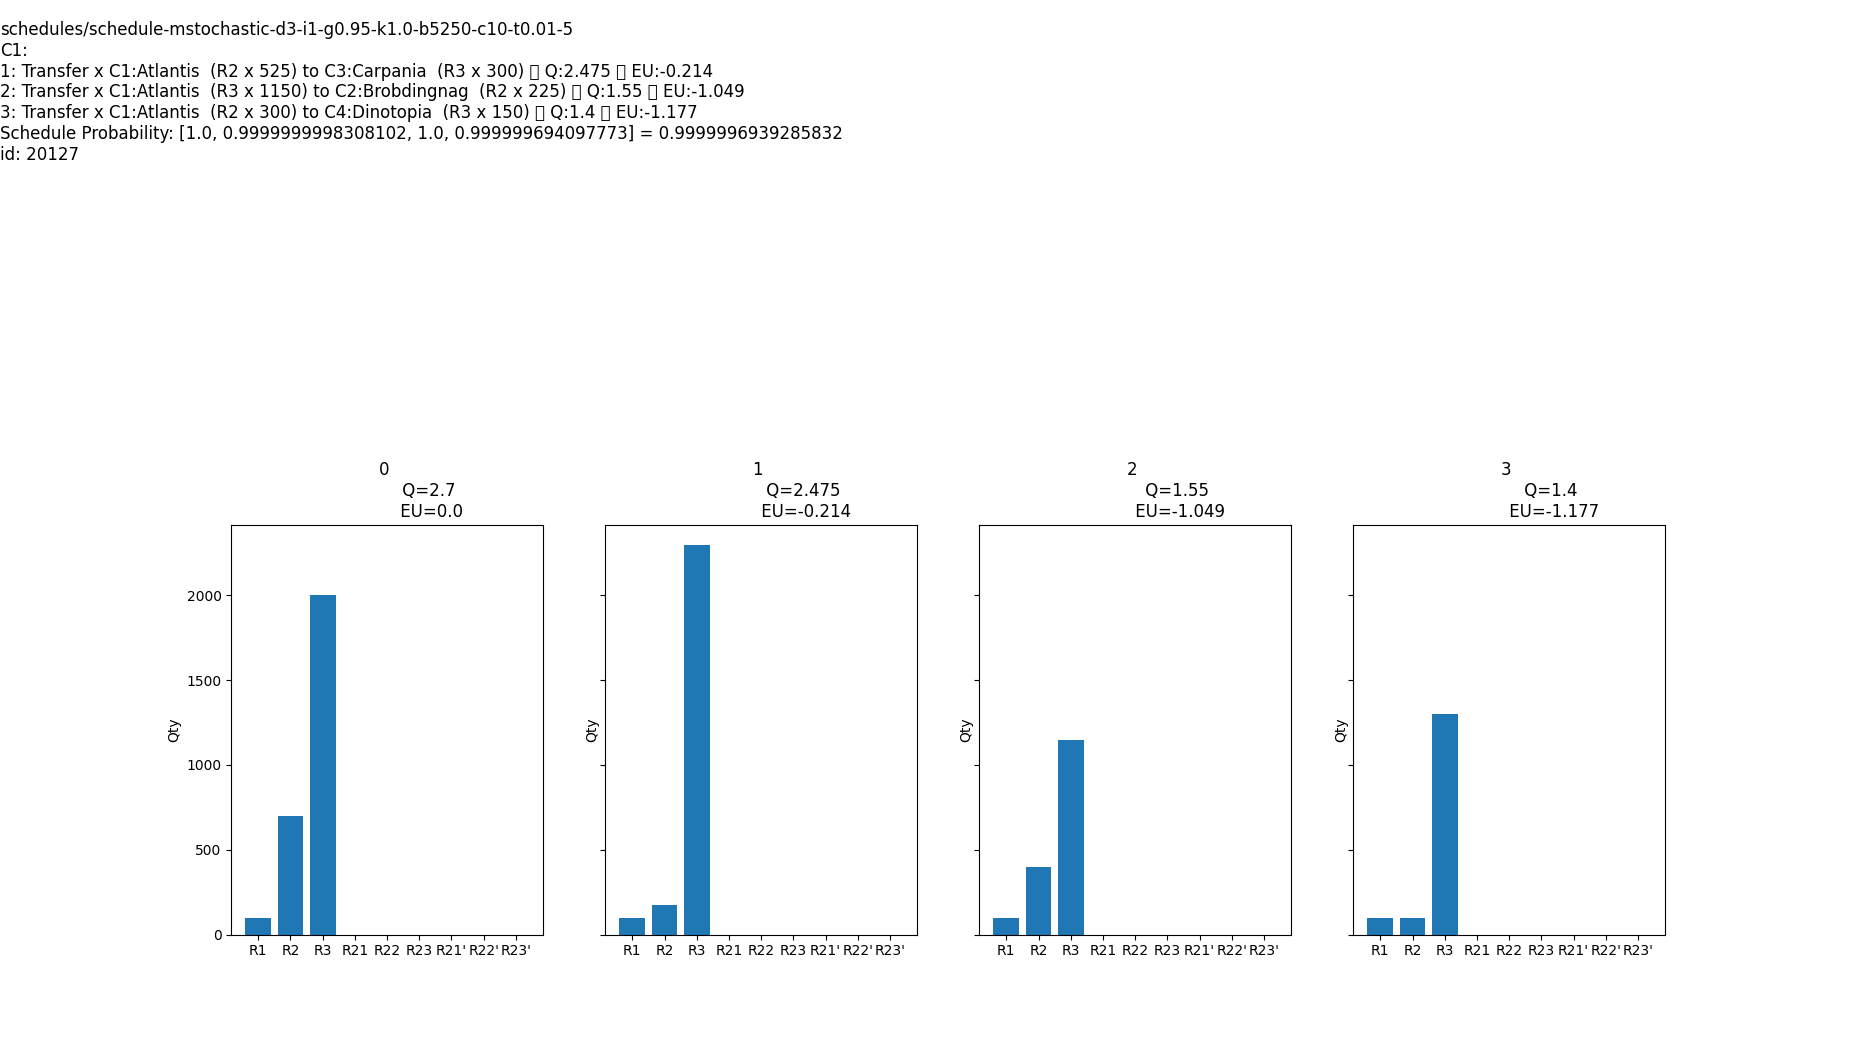 schedules/schedule-mstochastic-d3-i1-g0.95-k1.0-b5250-c10-t0.01-5
C1:
1: Transfer x C1:Atlantis  (R2 x 525) to C3:Carpania  (R3 x 300) ▯ Q:2.475 ▯ EU:-0.214
2: Transfer x C1:Atlantis  (R3 x 1150) to C2:Brobdingnag  (R2 x 225) ▯ Q:1.55 ▯ EU:-1.049
3: Transfer x C1:Atlantis  (R2 x 300) to C4:Dinotopia  (R3 x 150) ▯ Q:1.4 ▯ EU:-1.177
Schedule Probability: [1.0, 0.9999999998308102, 1.0, 0.999999694097773] = 0.9999996939285832
id: 20127
0
Q=2.7
EU=0.0
Qty
2000
1500
1000
500
0
R1 R2 R3 R21 R22 R23 R21' R22' R23'
1
Q=2.475
EU=-0.214
Qty
R1 R2 R3 R21 R22 R23 R21' R22' R23'
2
Q=1.55
EU=-1.049
Qty
R1 R2 R3 R21 R22 R23 R21' R22' R23'
3
Q=1.4
EU=-1.177
Qty
R1 R2 R3 R21 R22 R23 R21' R22' R23'